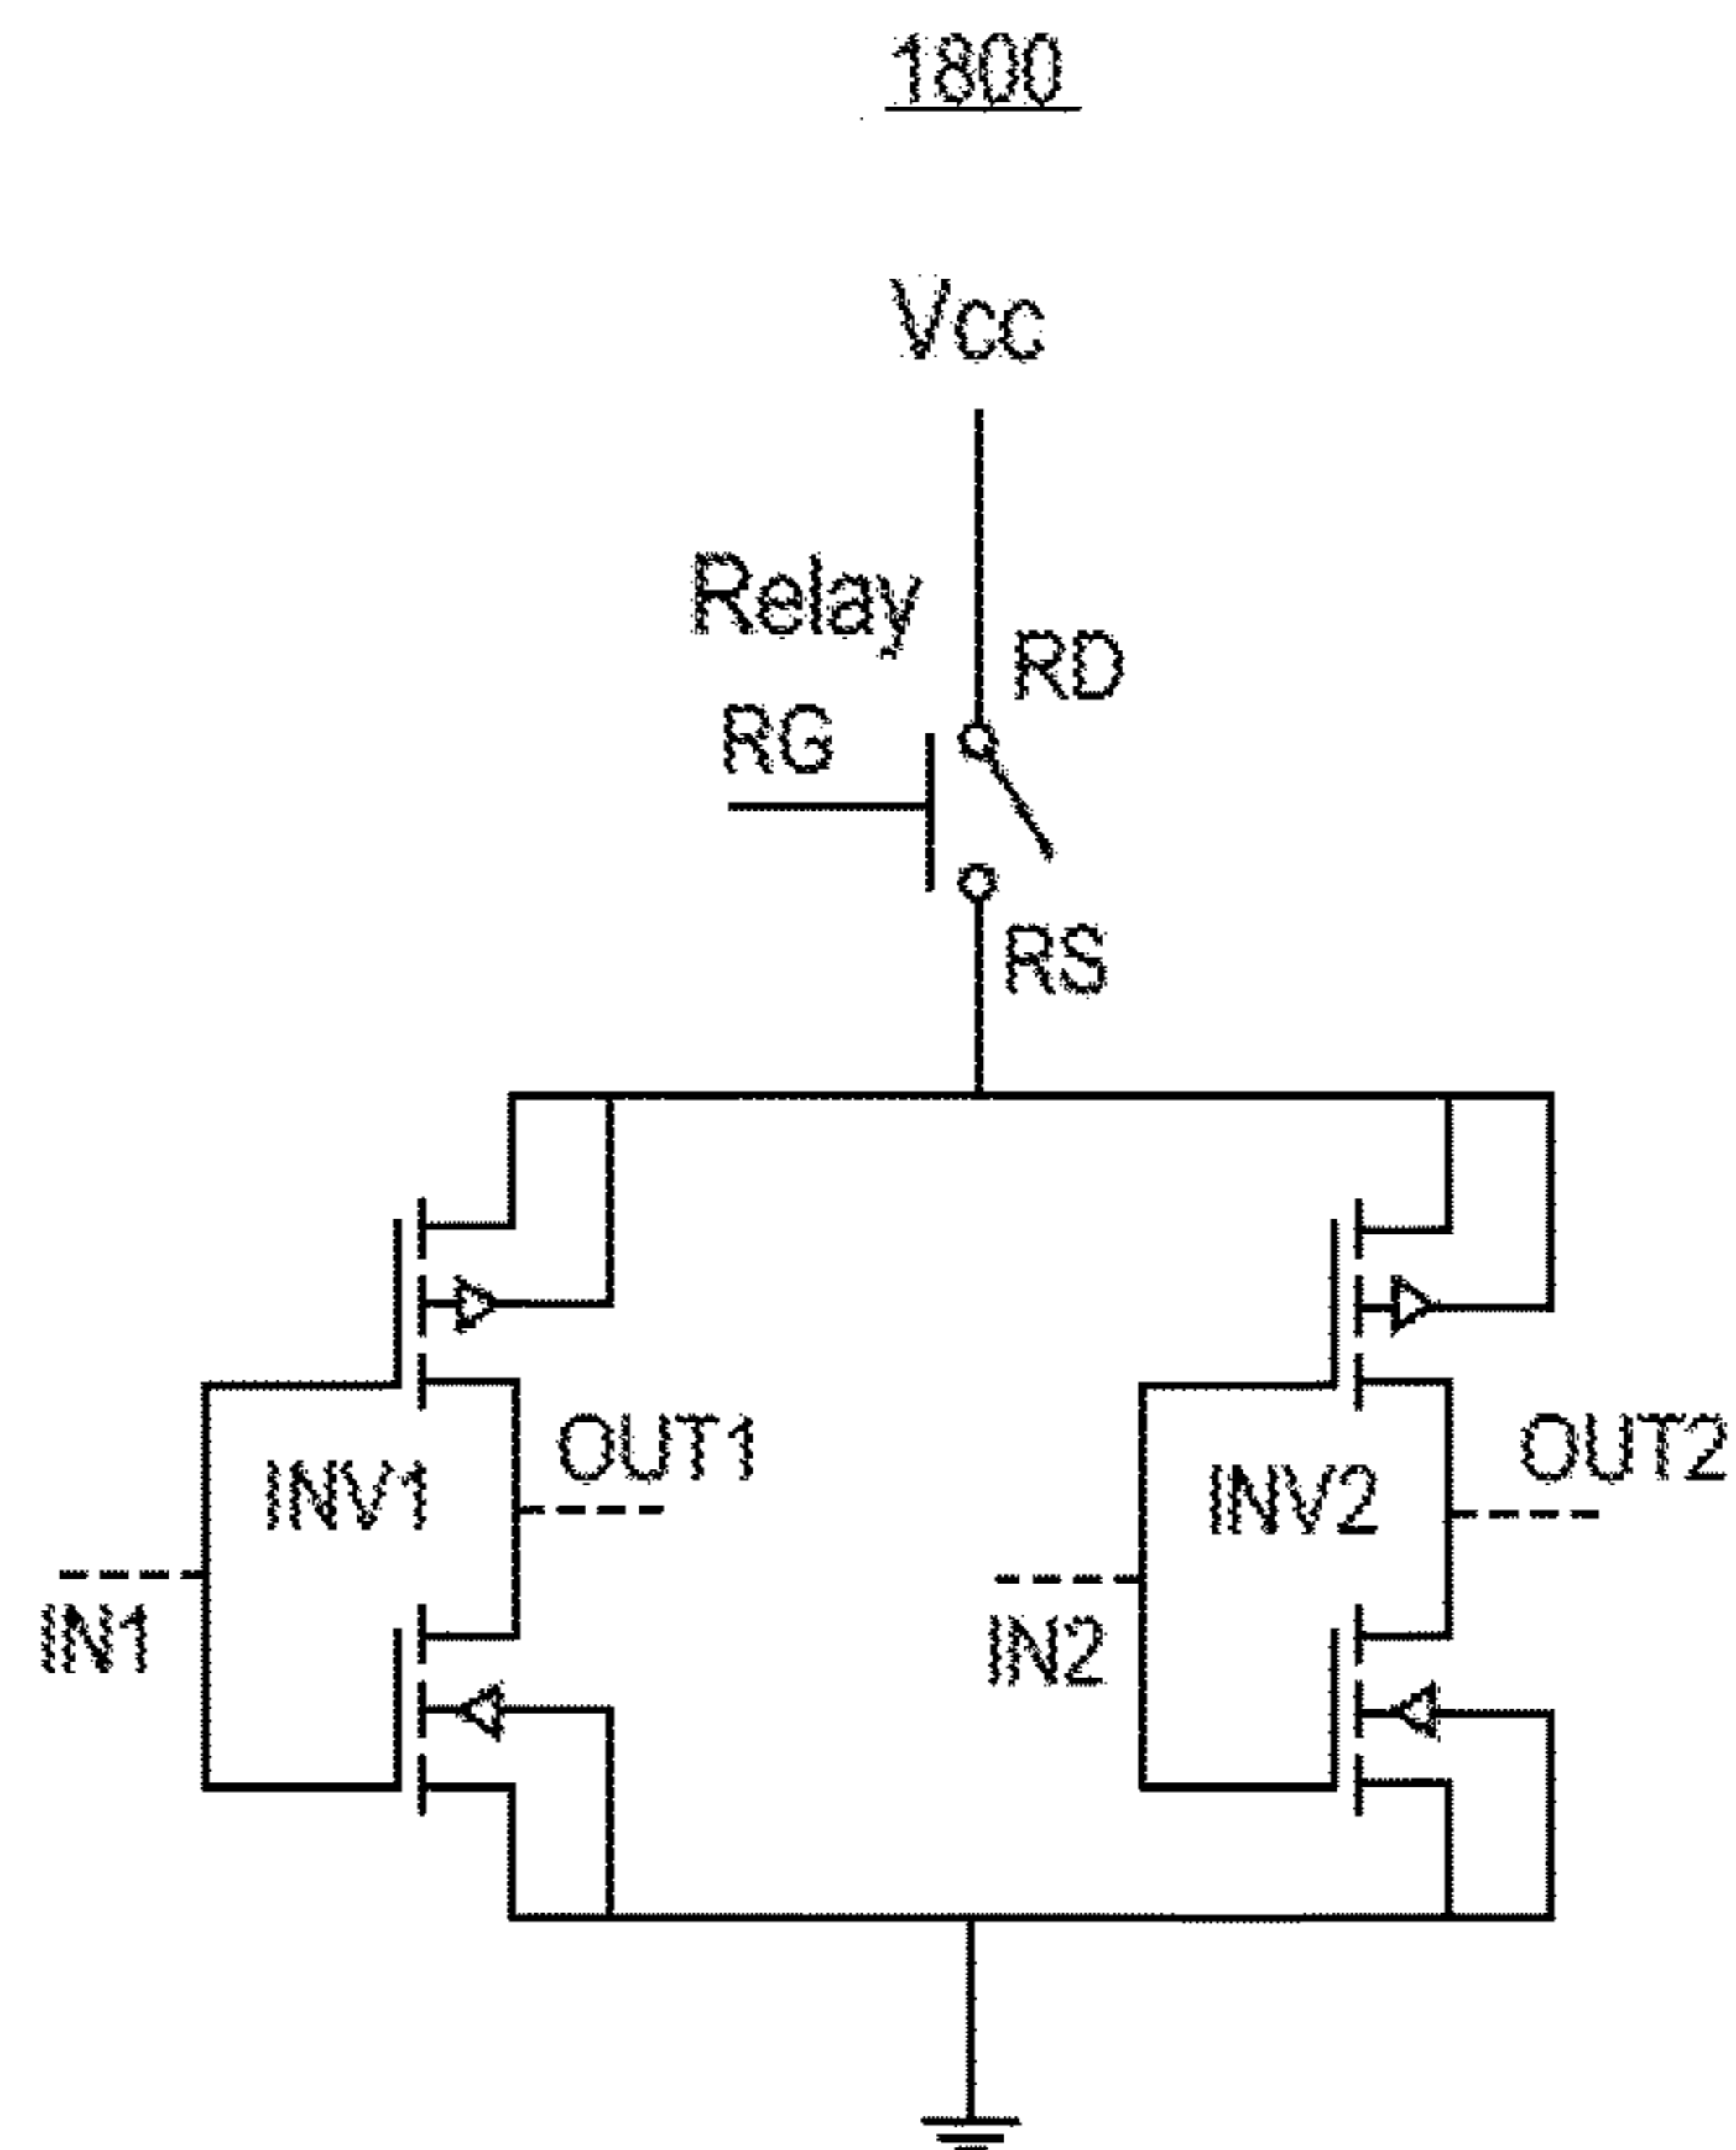 1800
Vcc
Relay
RD
RG
RS
OUT1
OUT2
INV1
INV2
IN1
IN2